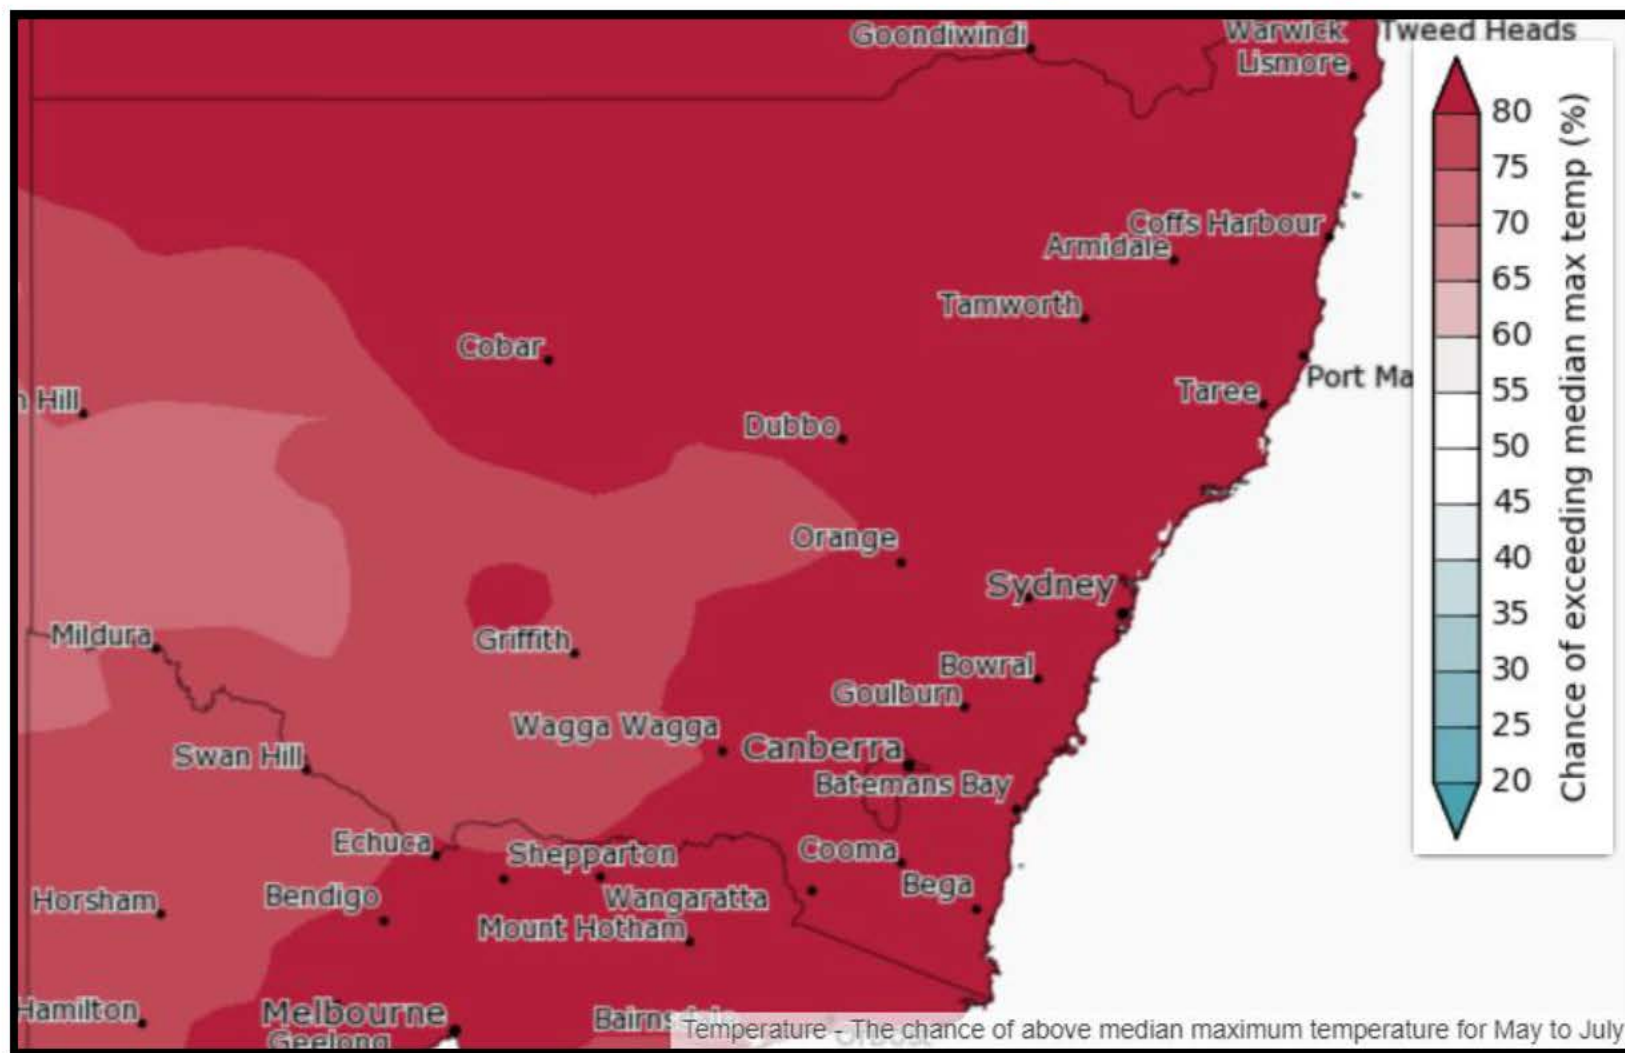 Goondiwindi
Warwick
Tweed Heads
Lismore
Coffs Harbour
Armidale
Tamworth
Cobar
Port Ma
Taree
n Hill
Dubbo
Orange
Sydney
Mildura
Griffith
Bowral
Goulburn
Wagga Wagga
Canberra
Swan Hill
Batemans Bay
Echuca
Shepparton
Cooma
Bega
Horsham
Bendigo
Wangaratta
Mount Hotham
Hamilton
Melbourne
Geelong
Bairnsdale
Orbost
Temperature - The chance of above median maximum temperature for May to July
80
75
70
65
60
55
50
45
40
35
30
25
20
Chance of exceeding median max temp (%)